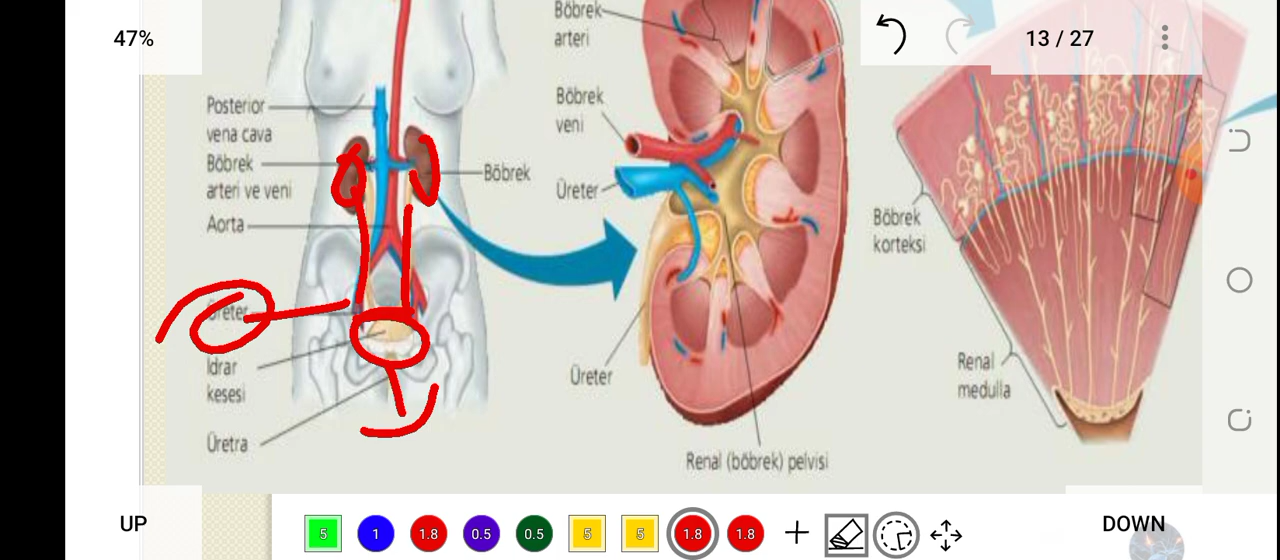 47%
13 / 27
Böbrek
arteri
Böbrek
veni
Üreter
Üreter
Renal (böbrek) pelvisi
Posterior
vena cava
Böbrek
arteri ve veni
Aorta
Üreter
Idrar
kesesi
Üretra
Böbrek
Böbrek
korteksi
Renal
medulla
UP
DOWN
5
1
1.8
0.5
0.5
5
5
1.8
1.8